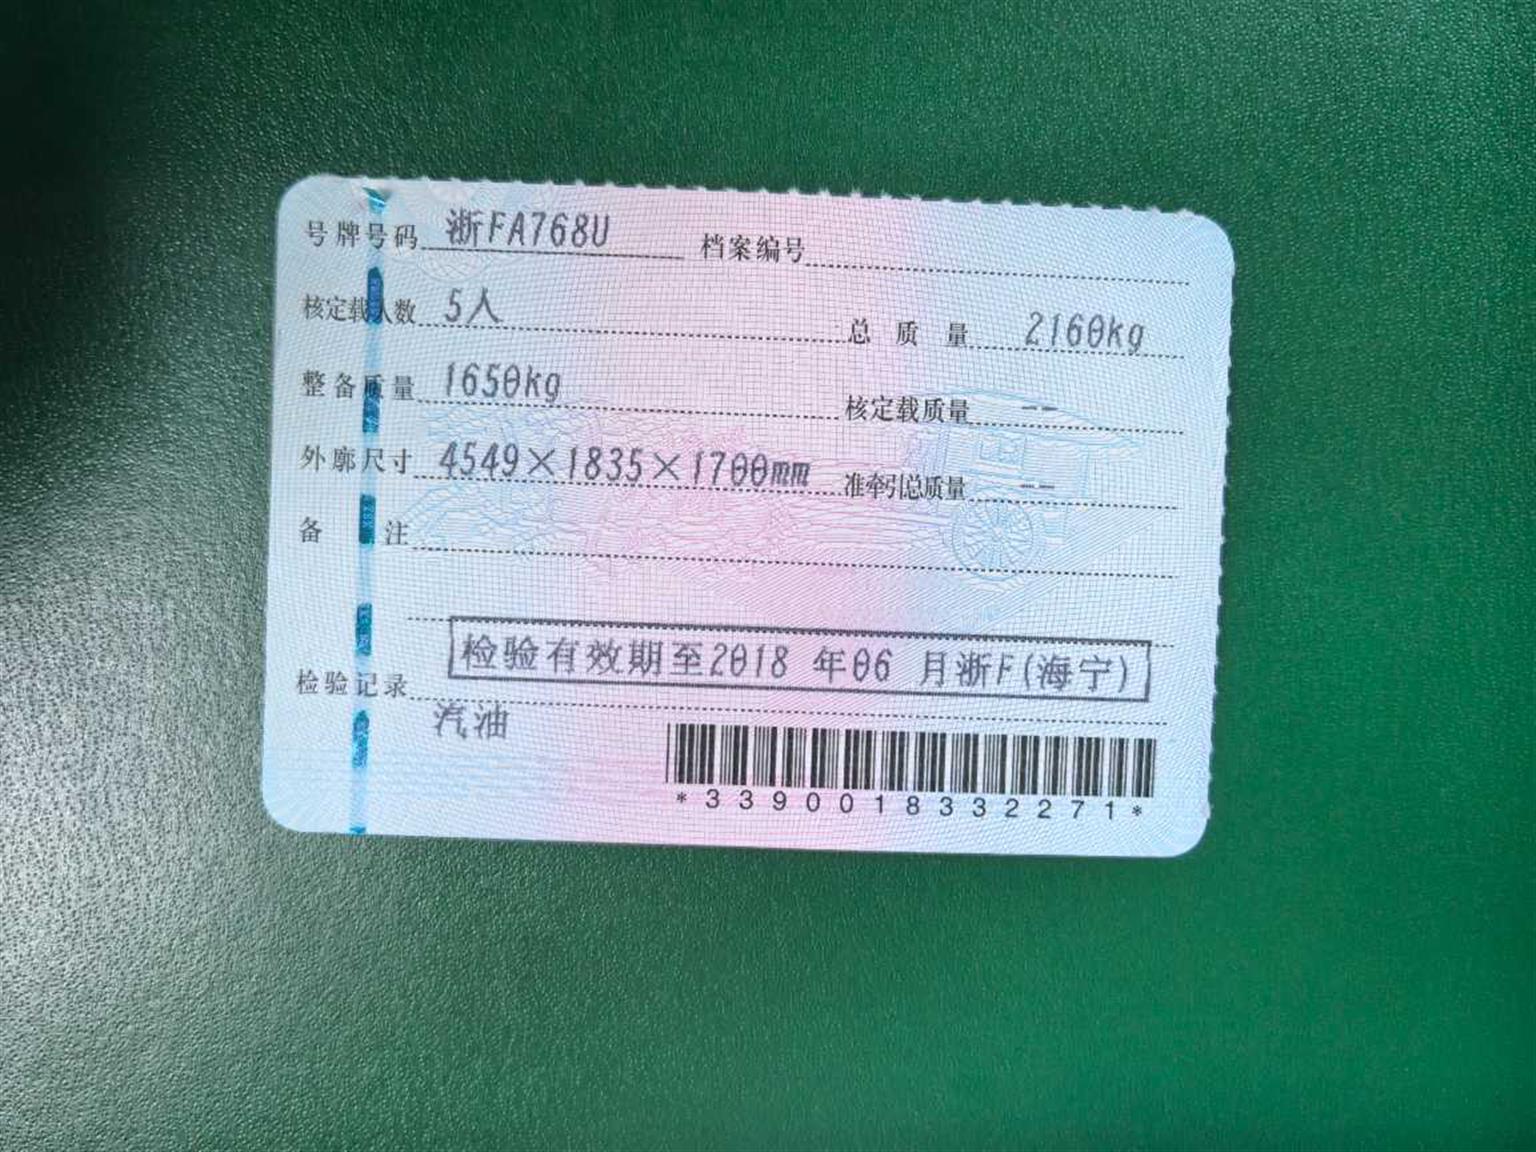 号牌号码 浙FA768U 档案编号
核定载人数 5人 总质量 2160kg
整备质量 1650kg 核定载质量 --
外廓尺寸 4549×1835×1700mm 准牵引总质量 --
备注
检验记录 检验有效期至2018 年06 月浙F(海宁)
汽油
*3390018332271*